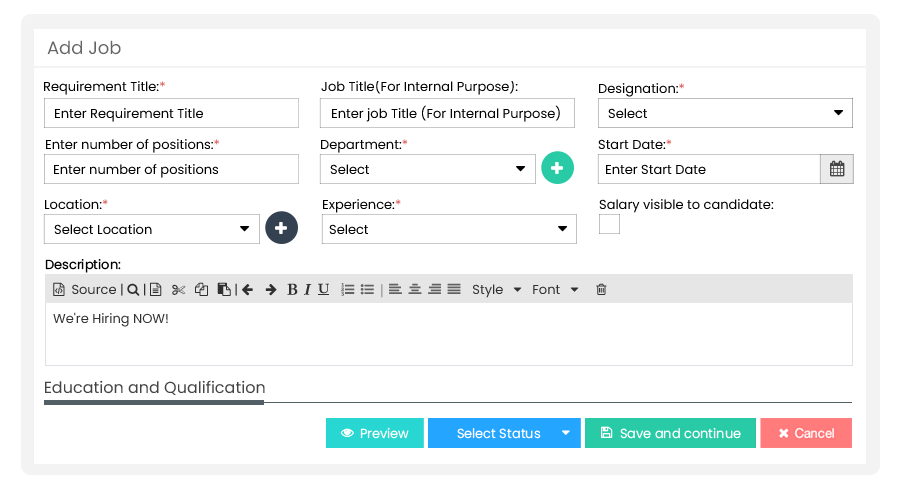 Add Job
Requirement Title:* Job Title(For Internal Purpose): Designation:*
Enter Requirement Title Enter job Title (For Internal Purpose) Select
Enter number of positions:* Department:* Start Date:*
Enter number of positions Select Enter Start Date
Location:* Experience:* Salary visible to candidate:
Select Location Select
Description:
Source | | | B I U | Style Font
We're Hiring NOW!
Education and Qualification
Preview Select Status Save and continue Cancel